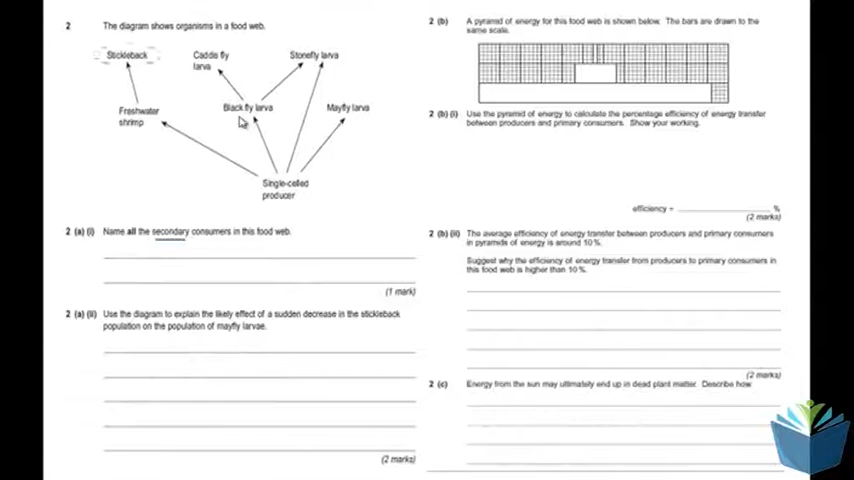 2 The diagram shows organisms in a food web.
Stickleback
Caddis fly
larva
Stonefly larva
Freshwater
shrimp
Black fly larva
Mayfly larva
Single-celled
producer
2 (a) (i) Name all the secondary consumers in this food web.
(1 mark)
2 (a) (ii) Use the diagram to explain the likely effect of a sudden decrease in the stickleback
population on the population of mayfly larvae.
(2 marks)
2 (b) A pyramid of energy for this food web is shown below. The bars are drawn to the
same scale.
2 (b) (i) Use the pyramid of energy to calculate the percentage efficiency of energy transfer
between producers and primary consumers. Show your working.
efficiency = %
(2 marks)
2 (b) (ii) The average efficiency of energy transfer between producers and primary consumers
in pyramids of energy is around 10%.
Suggest why the efficiency of energy transfer from producers to primary consumers in
this food web is higher than 10%.
(2 marks)
2 (c) Energy from the sun may ultimately end up in dead plant matter. Describe how.